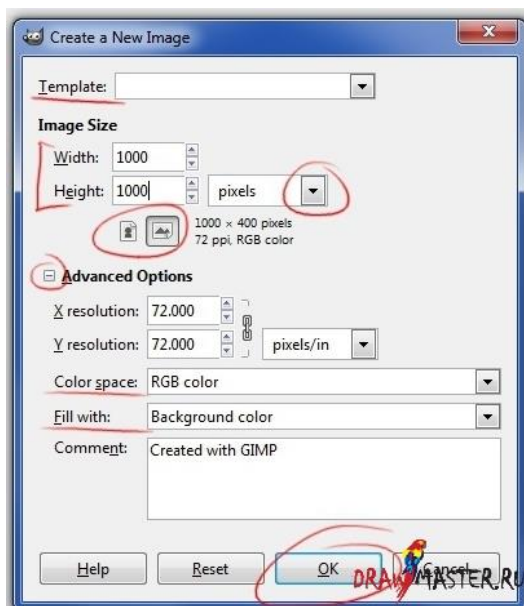 Create a New Image
Template:
Image Size
Width: 1000
Height: 1000 pixels
1000 × 400 pixels
72 ppi, RGB color
Advanced Options
X resolution: 72.000
Y resolution: 72.000 pixels/in
Color space: RGB color
Fill with: Background color
Comment: Created with GIMP
Help Reset OK Cancel
DRAWMASTER.RU